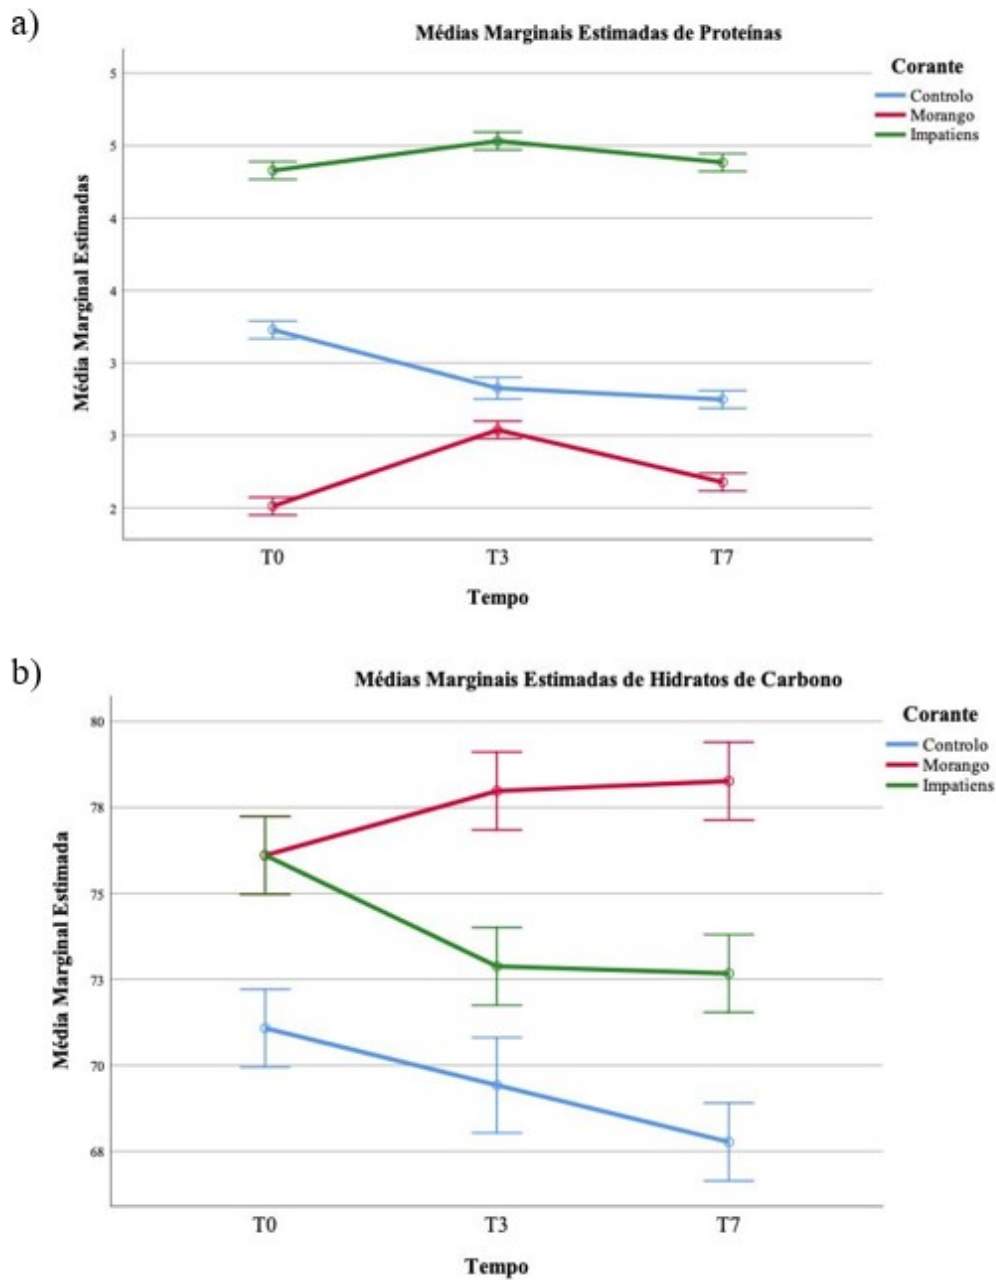 a)
Médias Marginais Estimadas de Proteínas
Corante
Controlo
Morango
Impatiens
Média Marginal Estimadas
5
5
4
4
3
3
2
T0 T3 T7
Tempo
b)
Médias Marginais Estimadas de Hidratos de Carbono
Corante
Controlo
Morango
Impatiens
Média Marginal Estimada
80
78
75
73
70
68
T0 T3 T7
Tempo